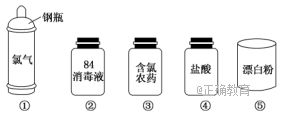 钢瓶
氯气
84
消毒液
含氯
农药
盐酸
漂白粉
① ② ③ ④ ⑤
@正确教育